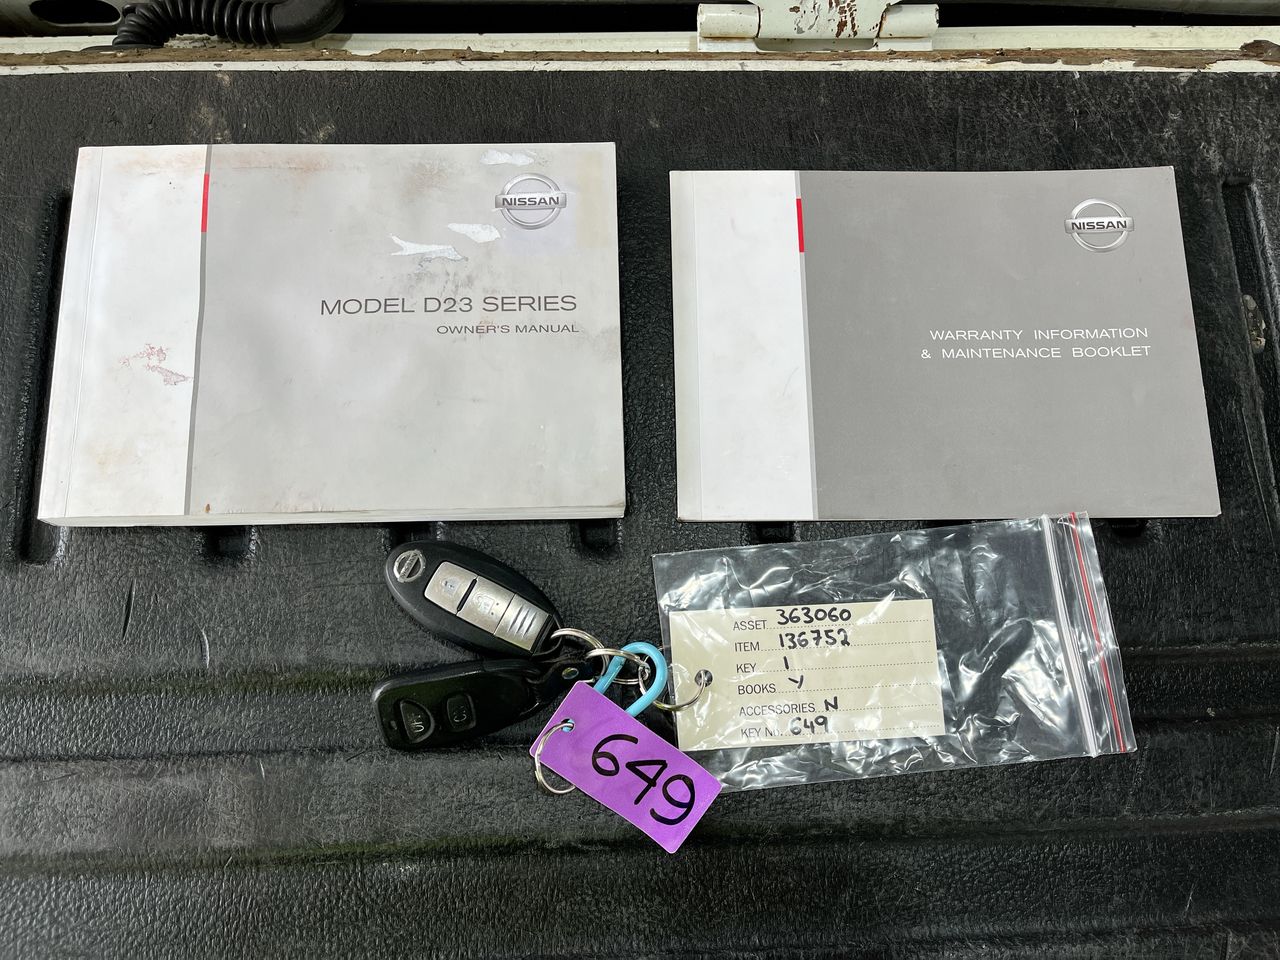 NISSAN
MODEL D23 SERIES
OWNER'S MANUAL
NISSAN
WARRANTY INFORMATION
& MAINTENANCE BOOKLET
ASSET 363060
ITEM 136752
KEY 1
BOOKS Y
ACCESSORIES N
KEY No. 649
649